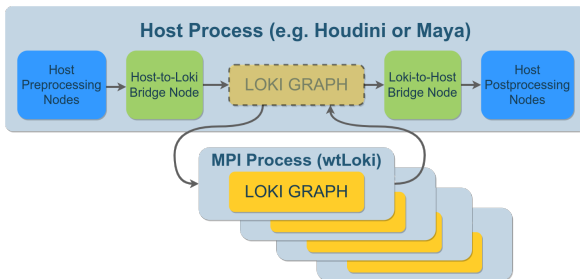 Host Process (e.g. Houdini or Maya)
Host
Preprocessing
Nodes
Host-to-Loki
Bridge Node
LOKI GRAPH
Loki-to-Host
Bridge Node
Host
Postprocessing
Nodes
MPI Process (wtLoki)
LOKI GRAPH